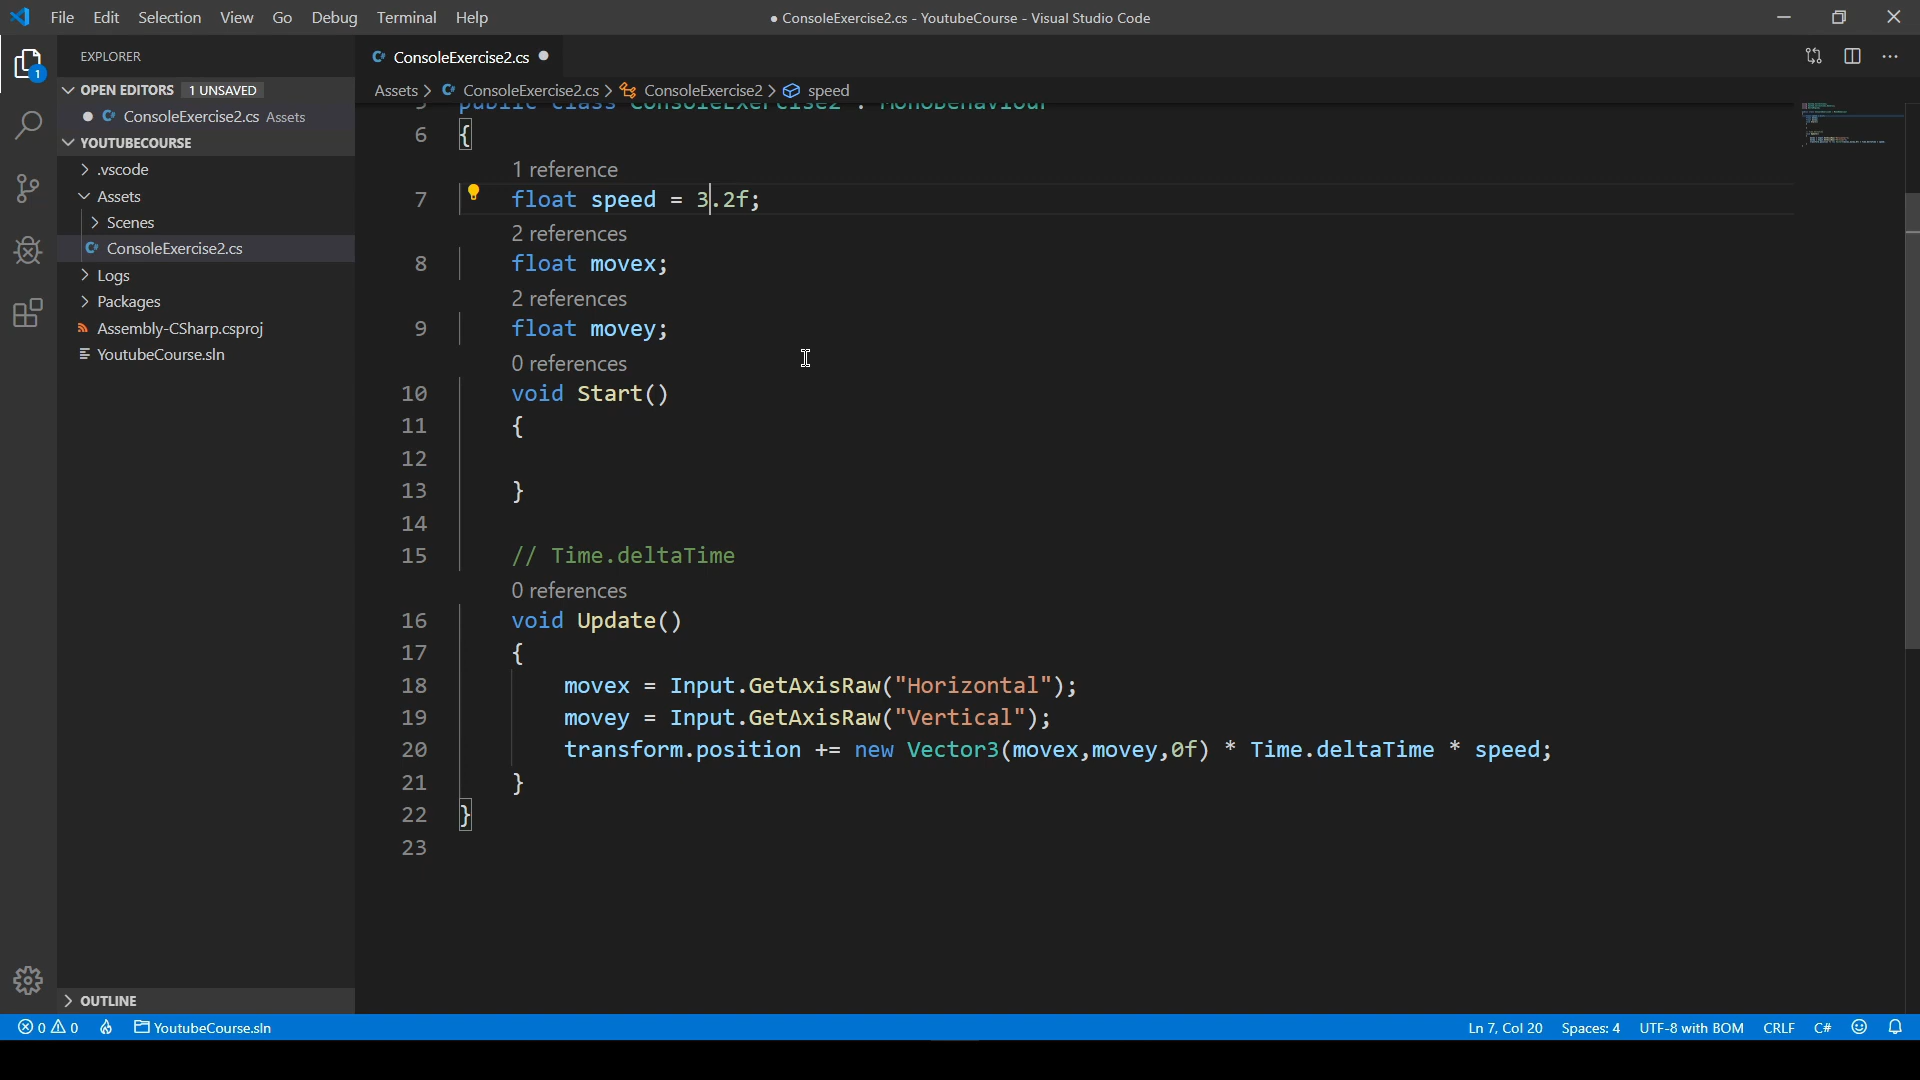 File Edit Selection View Go Debug Terminal Help
● ConsoleExercise2.cs - YoutubeCourse - Visual Studio Code
EXPLORER
OPEN EDITORS 1 UNSAVED
ConsoleExercise2.cs Assets
YOUTUBECOURSE
.vscode
Assets
Scenes
ConsoleExercise2.cs
Logs
Packages
Assembly-CSharp.csproj
YoutubeCourse.sln
OUTLINE
1
ConsoleExercise2.cs
Assets > ConsoleExercise2.cs > ConsoleExercise2 > speed
5 public class ConsoleExercise2 : MonoBehaviour
6 {
1 reference
7 float speed = 3.2f;
2 references
8 float movex;
2 references
9 float movey;
0 references
10 void Start()
11 {
12
13 }
14
15 // Time.deltaTime
0 references
16 void Update()
17 {
18 movex = Input.GetAxisRaw("Horizontal");
19 movey = Input.GetAxisRaw("Vertical");
20 transform.position += new Vector3(movex,movey,0f) * Time.deltaTime * speed;
21 }
22 }
23
0 0 YoutubeCourse.sln
Ln 7, Col 20 Spaces: 4 UTF-8 with BOM CRLF C#